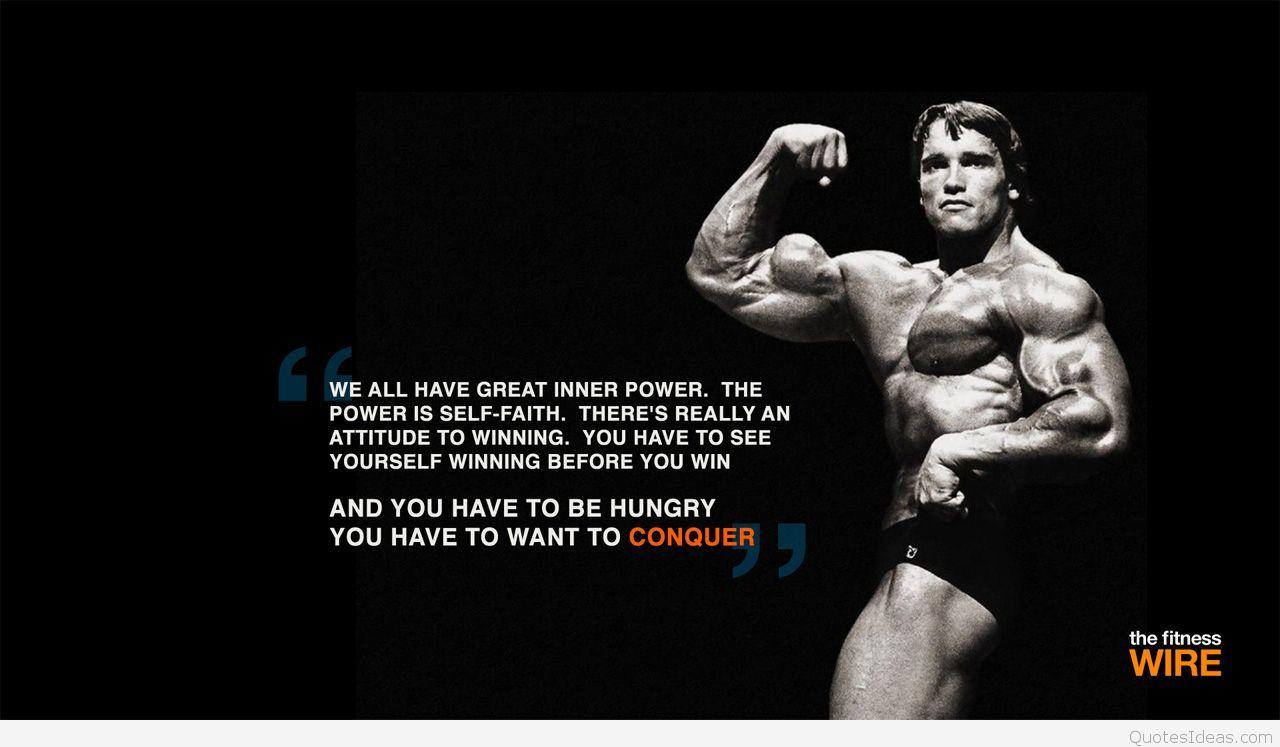 WE ALL HAVE GREAT INNER POWER.  THE
POWER IS SELF-FAITH.  THERE'S REALLY AN
ATTITUDE TO WINNING.  YOU HAVE TO SEE
YOURSELF WINNING BEFORE YOU WIN
AND YOU HAVE TO BE HUNGRY
YOU HAVE TO WANT TO CONQUER
the fitness
WIRE
QuotesIdeas.com